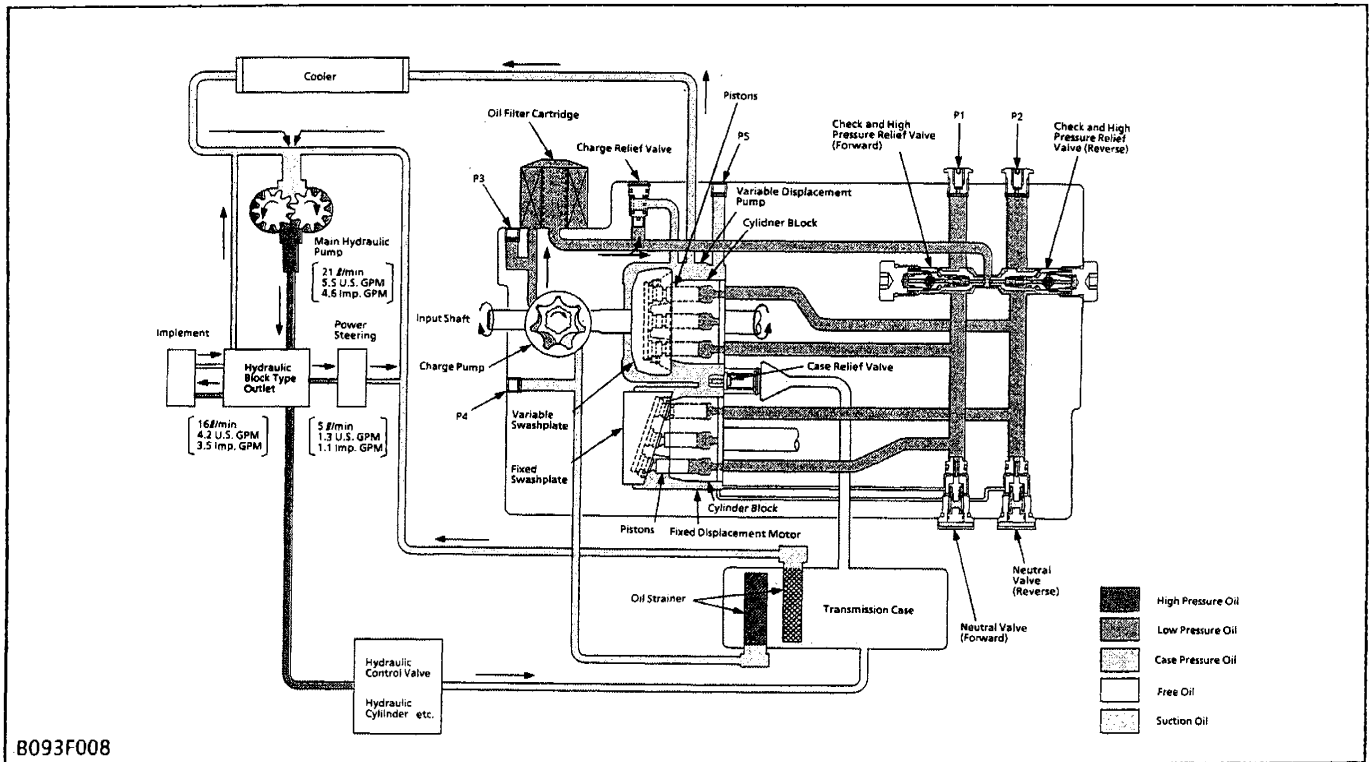 Cooler
Oil Filter Cartridge
Charge Relief Valve
Pistons
P5
P3
Variable Displacement
Pump
Cylidner BLock
Check and High
Pressure Relief Valve
(Forward)
P1
P2
Check and High
Pressure Relief
Valve (Reverse)
Main Hydraulic
Pump
21 ℓ/min
5.5 U.S. GPM
4.6 Imp. GPM
Implement
Power
Steering
Hydraulic
Block Type
Outlet
16ℓ/min
4.2 U.S. GPM
3.5 Imp. GPM
5 ℓ/min
1.3 U.S. GPM
1.1 Imp. GPM
Input Shaft
Charge Pump
P4
Variable
Swashplate
Fixed
Swashplate
Case Relief Valve
Cylinder Block
Pistons
Fixed Displacement Motor
Oil Strainer
Transmission Case
Neutral
Valve
(Reverse)
Neutral Valve
(Forward)
Hydraulic
Control Valve
Hydraulic
Cylilnder etc.
High Pressure Oil
Low Pressure Oil
Case Pressure Oil
Free Oil
Suction Oil
B093F008